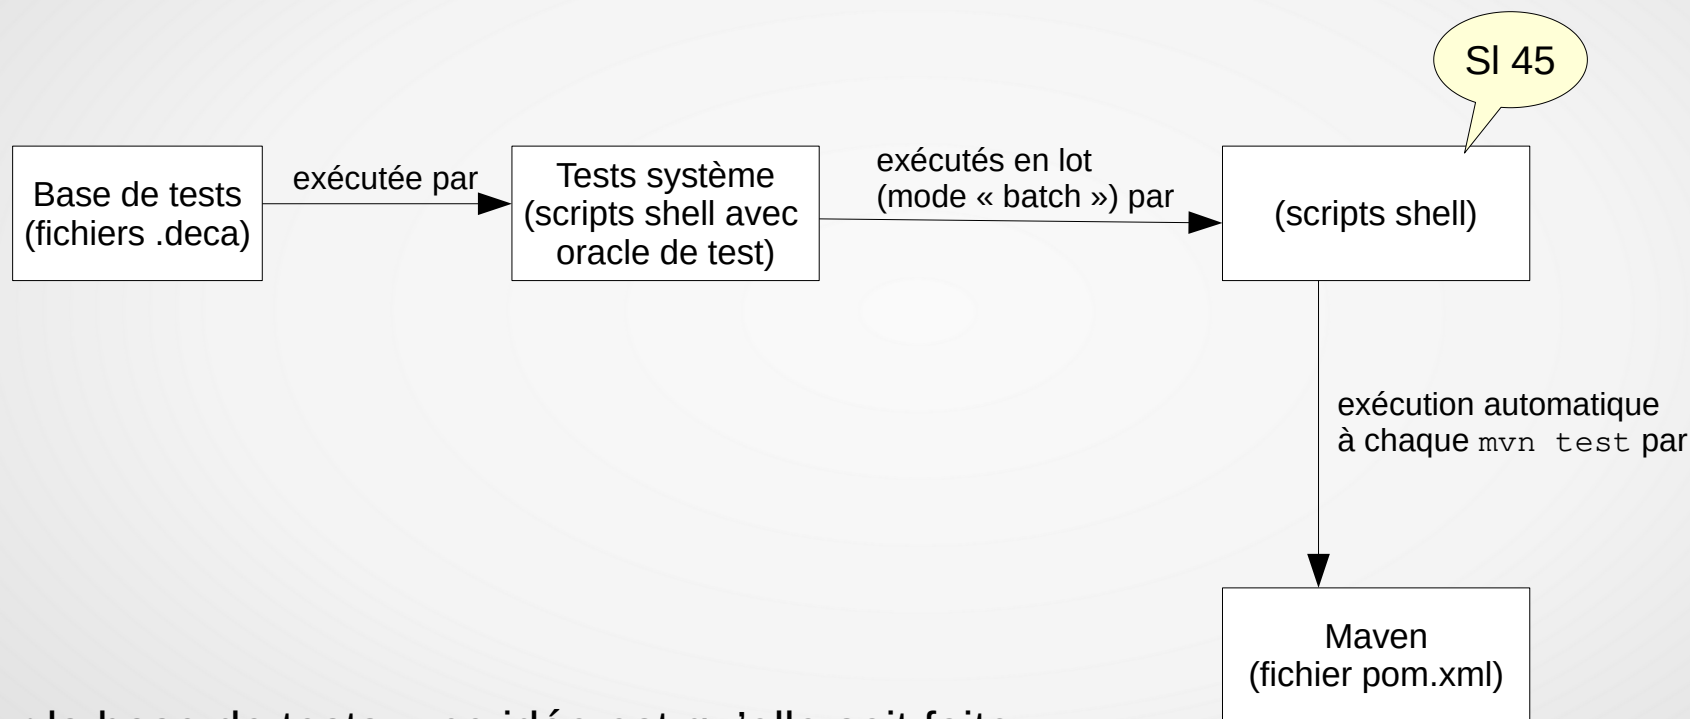 Sl 45
Base de tests
(fichiers .deca)
exécutée par
Tests système
(scripts shell avec
oracle de test)
exécutés en lot
(mode « batch ») par
(scripts shell)
exécution automatique
à chaque mvn test par
Maven
(fichier pom.xml)